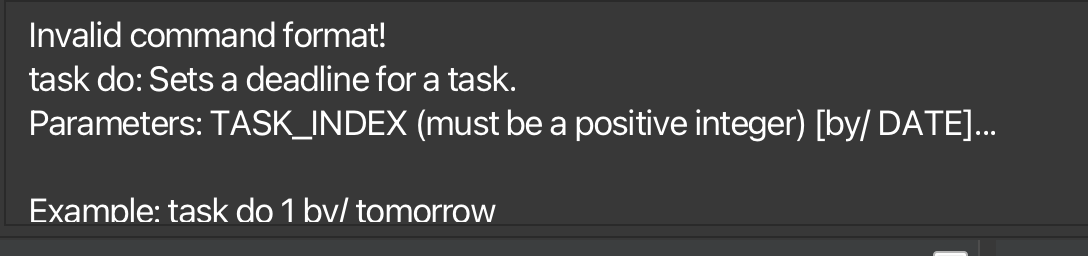 Invalid command format!
task do: Sets a deadline for a task.
Parameters: TASK_INDEX (must be a positive integer) [by/ DATE]...
Example: task do 1 by/ tomorrow